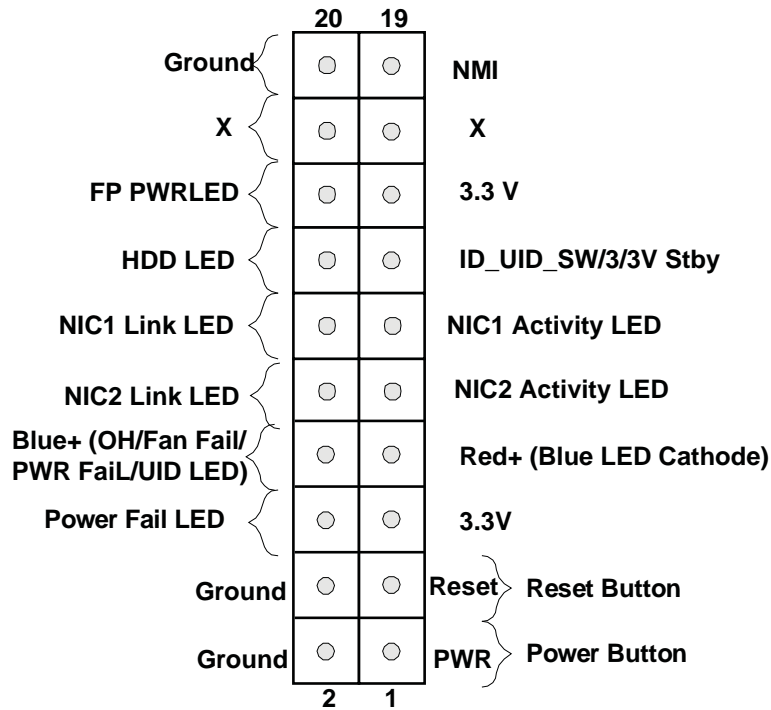 20 19
Ground NMI
X X
FP PWRLED 3.3 V
HDD LED ID_UID_SW/3/3V Stby
NIC1 Link LED NIC1 Activity LED
NIC2 Link LED NIC2 Activity LED
Blue+ (OH/Fan Fail/
PWR FaiL/UID LED) Red+ (Blue LED Cathode)
Power Fail LED 3.3V
Ground Reset Reset Button
Ground PWR Power Button
2 1